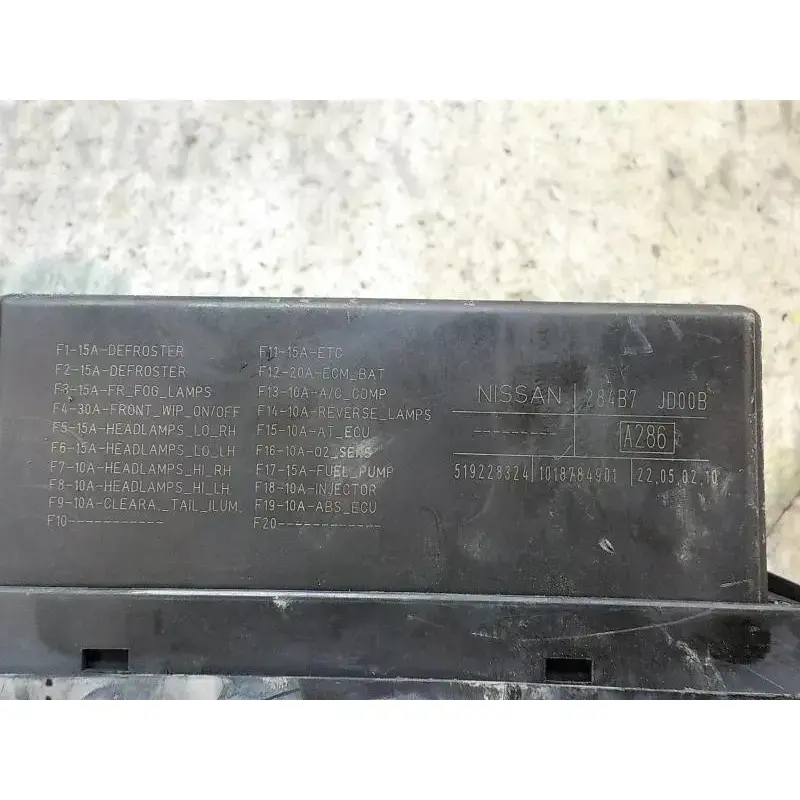 F1-15A-DEFROSTER
F2-15A-DEFROSTER
F3-15A-FR_FOG_LAMPS
F4-30A-FRONT_WIP_ON/OFF
F5-15A-HEADLAMPS_LO_RH
F6-15A-HEADLAMPS_LO_LH
F7-10A-HEADLAMPS_HI_RH
F8-10A-HEADLAMPS_HI_LH
F9-10A-CLEARA._TAIL_ILUM.
F10-----------
F11-15A-ETC
F12-20A-ECM_BAT
F13-10A-A/C_COMP
F14-10A-REVERSE_LAMPS
F15-10A-AT_ECU
F16-10A-O2_SENS
F17-15A-FUEL_PUMP
F18-10A-INJECTOR
F19-10A-ABS_ECU
F20------------
NISSAN 284B7 JD00B
---------- A286
519228324 1018784901 22,05,02,10